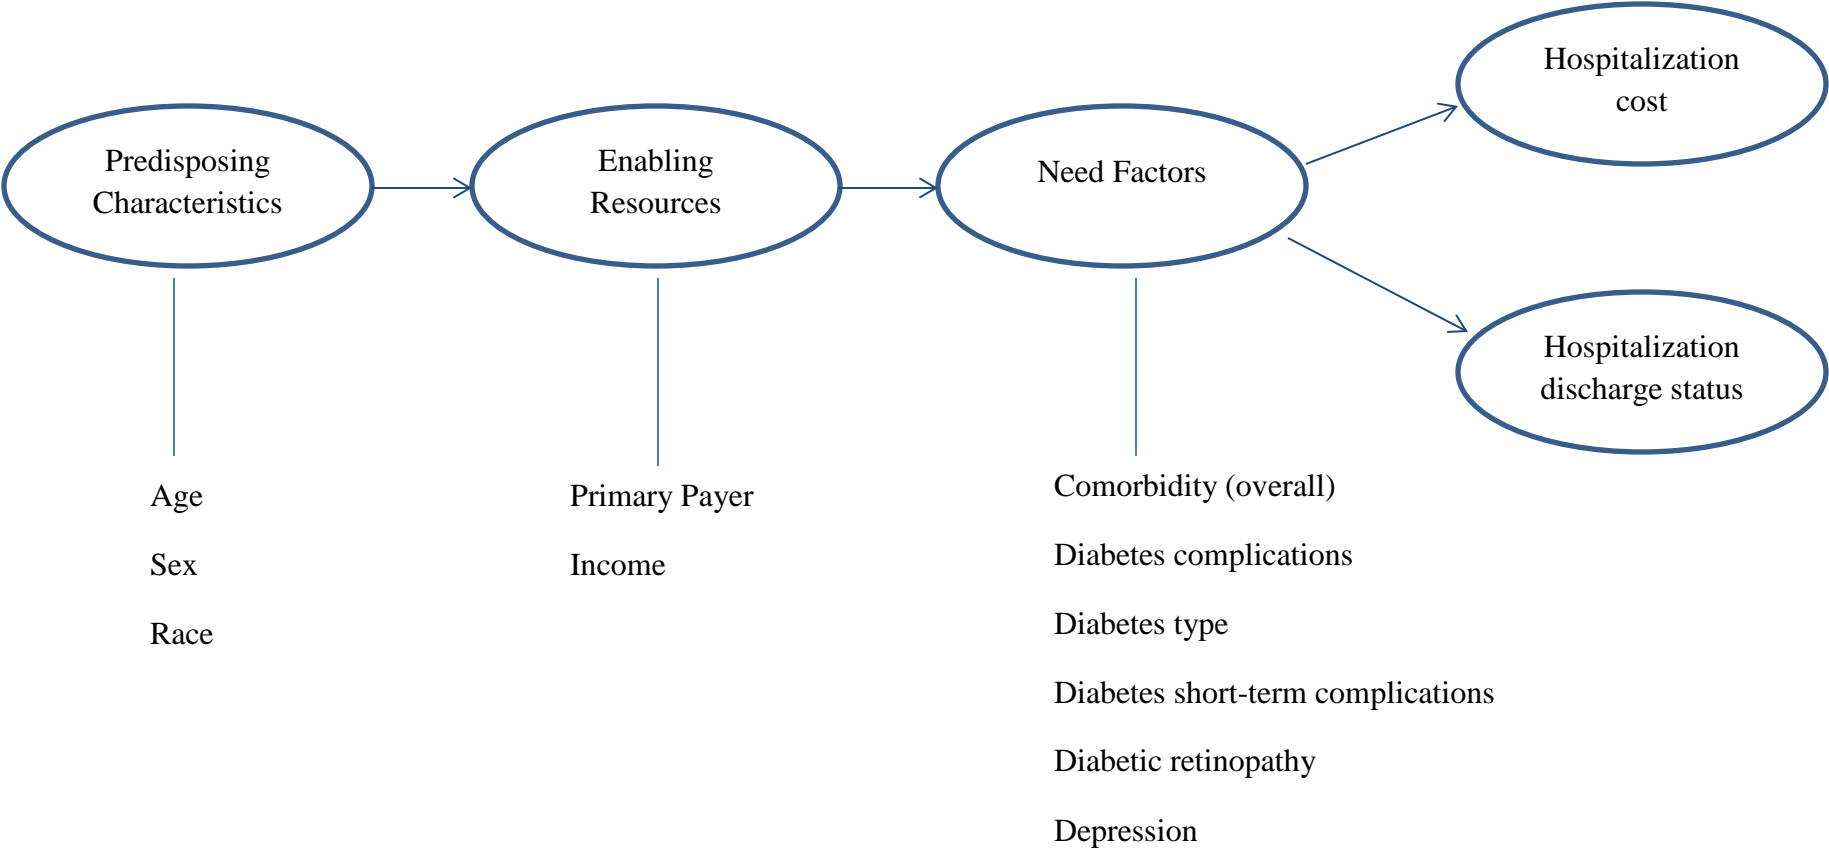 Predisposing
Characteristics
Enabling
Resources
Need Factors
Hospitalization
cost
Hospitalization
discharge status
Age
Sex
Race
Primary Payer
Income
Comorbidity (overall)
Diabetes complications
Diabetes type
Diabetes short-term complications
Diabetic retinopathy
Depression